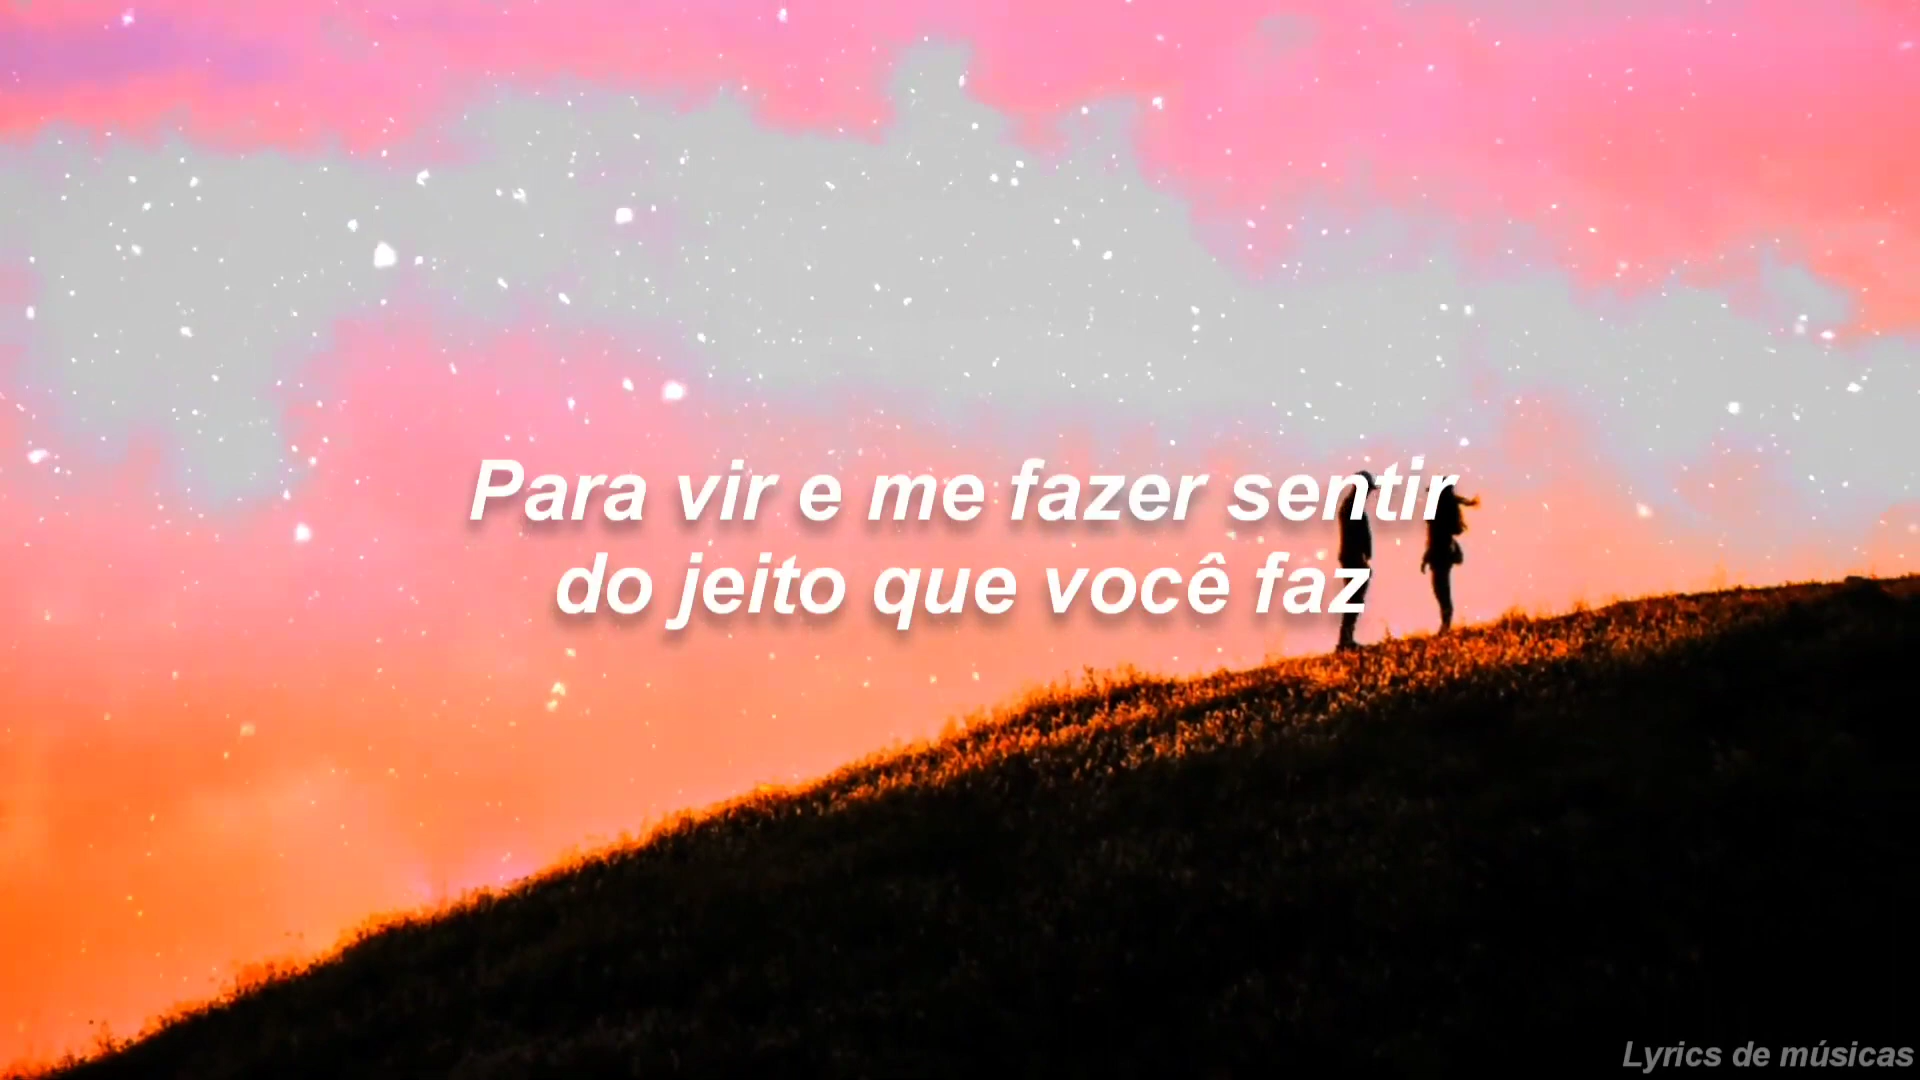 Para vir e me fazer sentir
do jeito que você faz
Lyrics de músicas